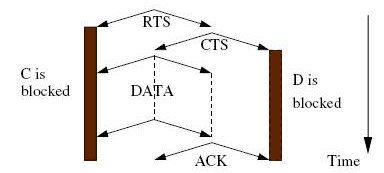 RTS
CTS
C is
blocked
DATA
D is
blocked
ACK
Time